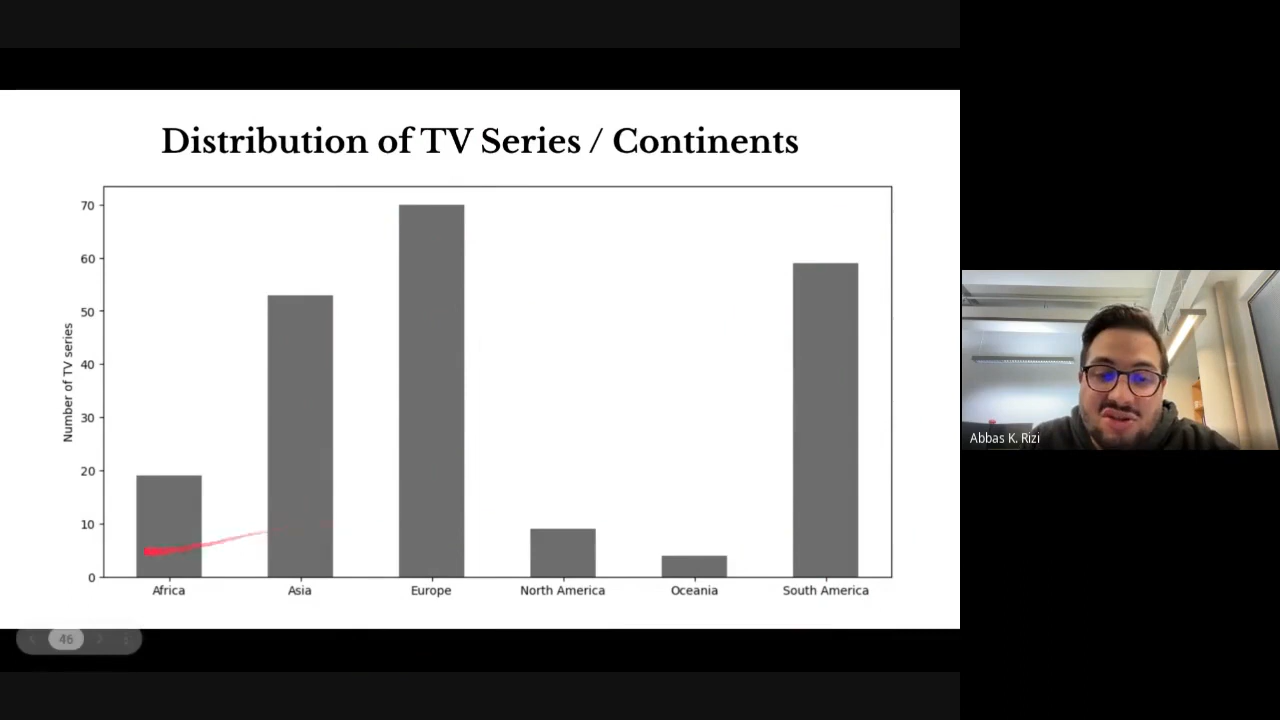 Distribution of TV Series / Continents
Number of TV series
70
60
50
40
30
20
10
0
Africa
Asia
Europe
North America
Oceania
South America
46
Abbas K. Rizi